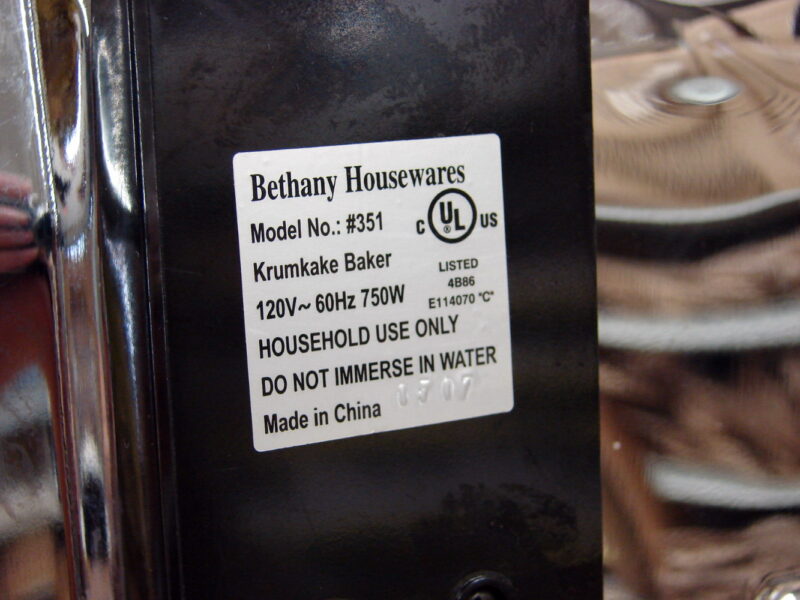 Bethany Housewares
Model No.: #351
C UL ® US
Krumkake Baker
LISTED
4B86
120V~ 60Hz 750W
E114070 "C"
HOUSEHOLD USE ONLY
DO NOT IMMERSE IN WATER
Made in China